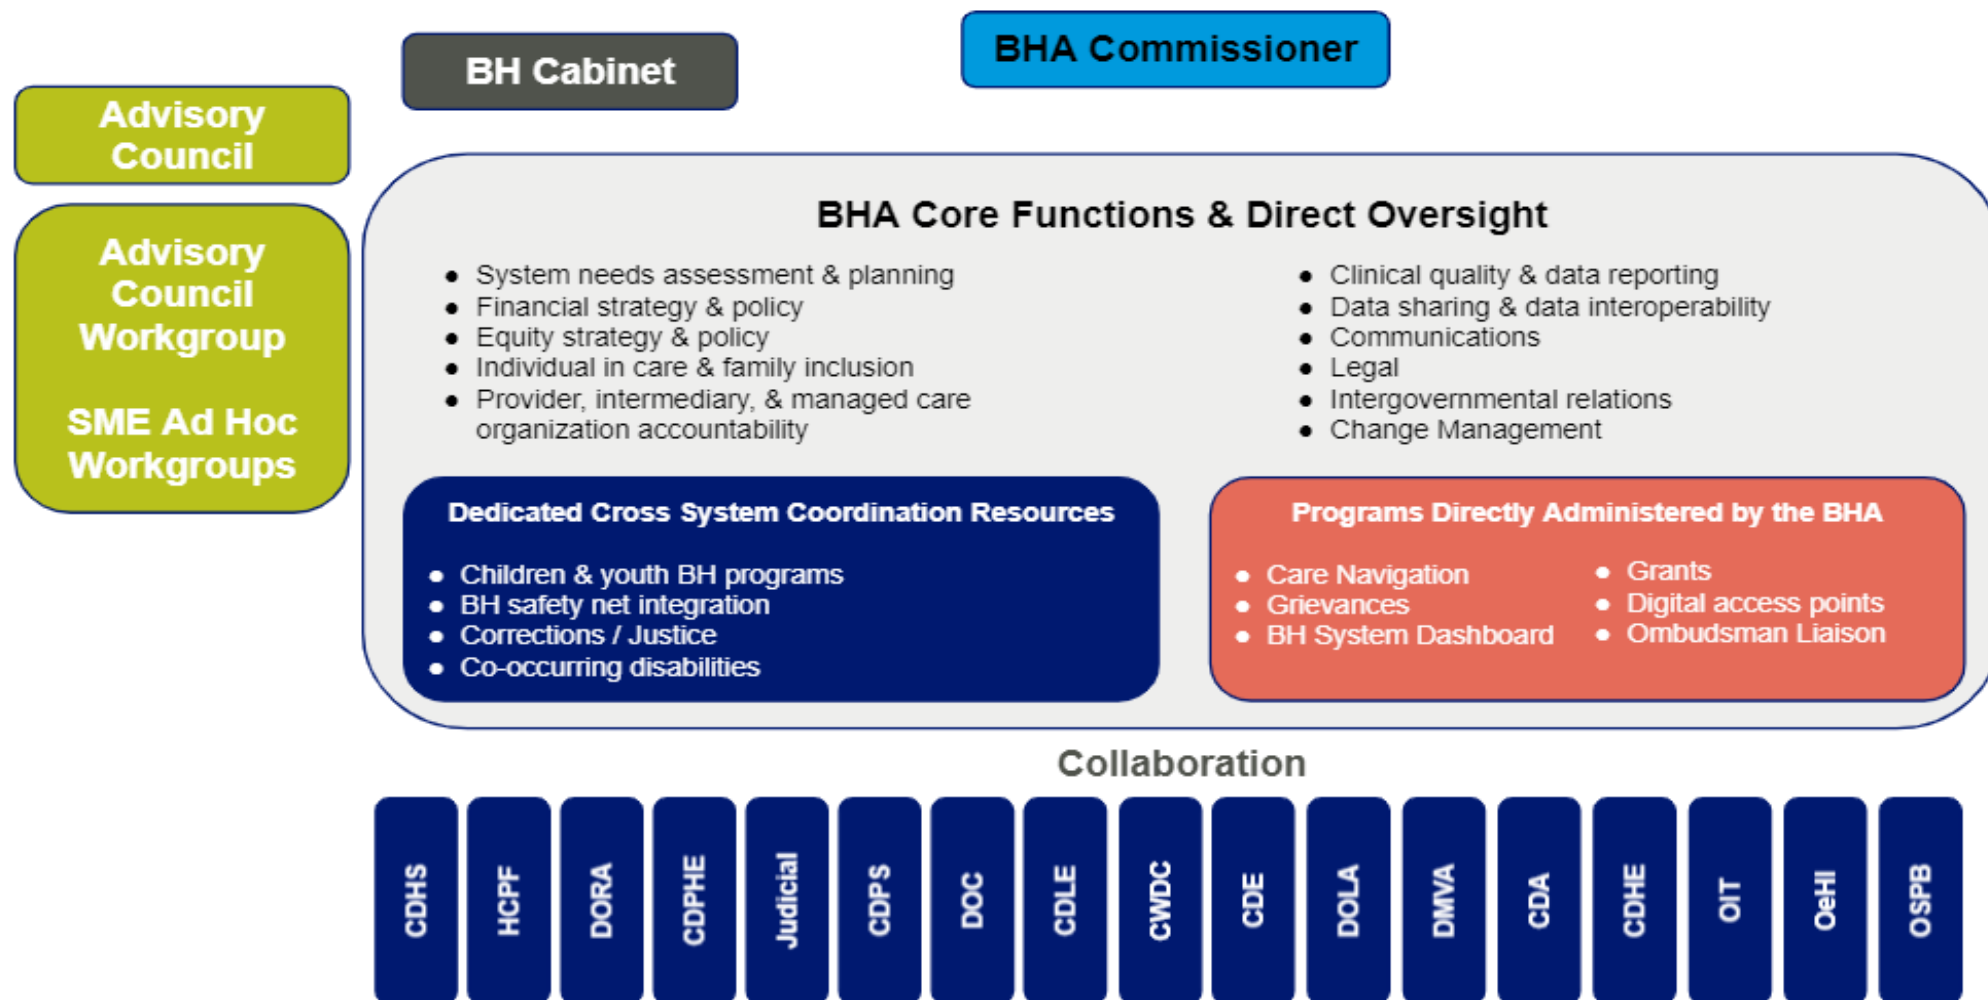 BH Cabinet
BHA Commissioner
Advisory
Council
Advisory
Council
Workgroup
SME Ad Hoc
Workgroups
BHA Core Functions & Direct Oversight
● System needs assessment & planning
● Financial strategy & policy
● Equity strategy & policy
● Individual in care & family inclusion
● Provider, intermediary, & managed care
organization accountability
● Clinical quality & data reporting
● Data sharing & data interoperability
● Communications
● Legal
● Intergovernmental relations
● Change Management
Dedicated Cross System Coordination Resources
● Children & youth BH programs
● BH safety net integration
● Corrections / Justice
● Co-occurring disabilities
Programs Directly Administered by the BHA
● Care Navigation
● Grievances
● BH System Dashboard
● Grants
● Digital access points
● Ombudsman Liaison
Collaboration
CDHS
HCPF
DORA
CDPHE
Judicial
CDPS
DOC
CDLE
CWDC
CDE
DOLA
DMVA
CDA
CDHE
OIT
OeHI
OSPB